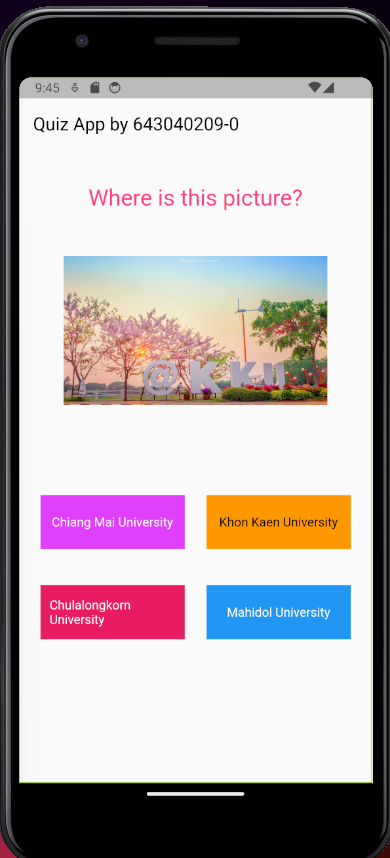 9:45
Quiz App by 643040209-0
Where is this picture?
@KKU
Chiang Mai University
Khon Kaen University
Chulalongkorn
University
Mahidol University